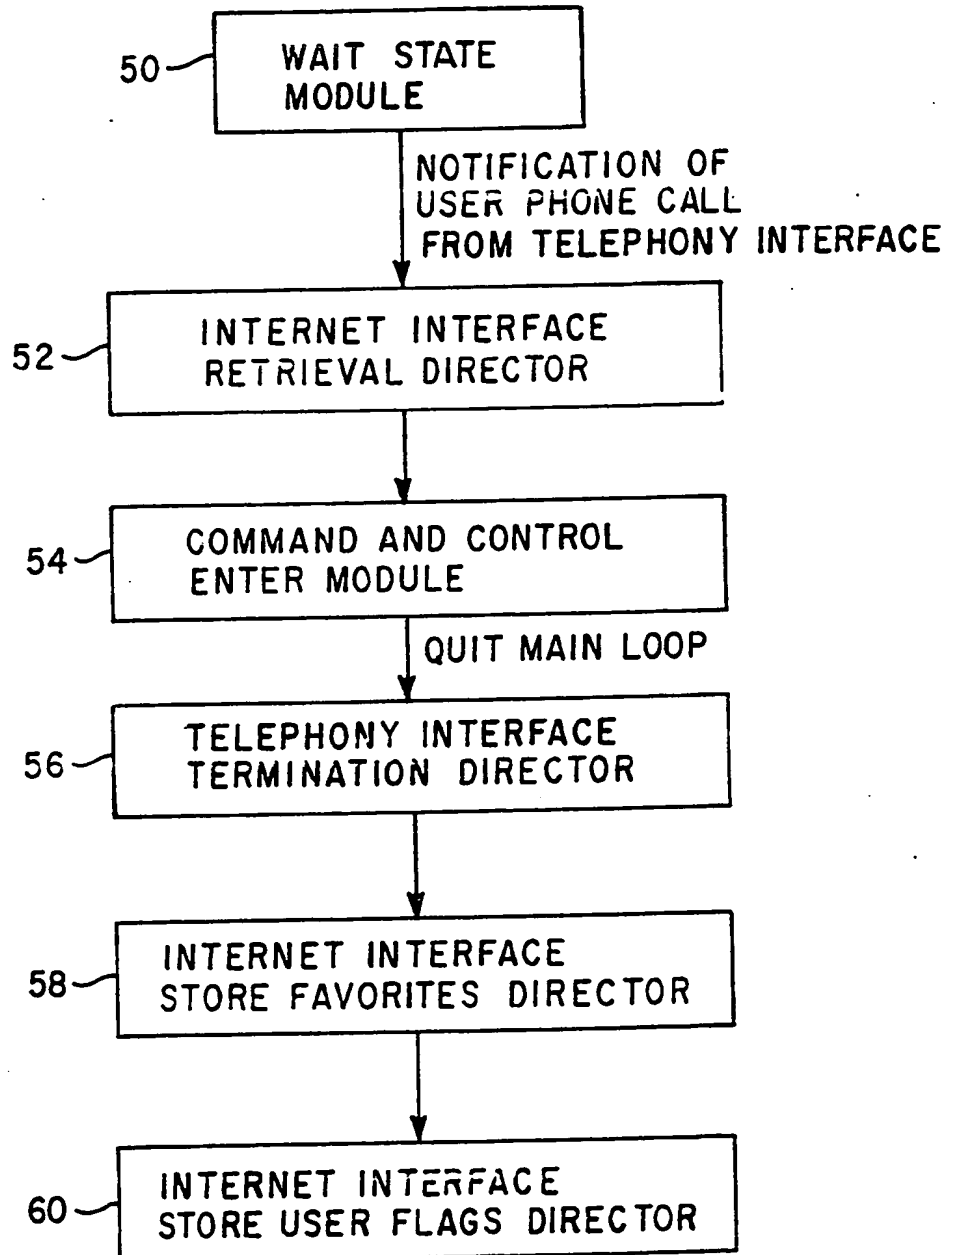 50
WAIT STATE
MODULE
NOTIFICATION OF
USER PHONE CALL
FROM TELEPHONY INTERFACE
52
INTERNET INTERFACE
RETRIEVAL DIRECTOR
54
COMMAND AND CONTROL
ENTER MODULE
QUIT MAIN LOOP
56
TELEPHONY INTERFACE
TERMINATION DIRECTOR
58
INTERNET INTERFACE
STORE FAVORITES DIRECTOR
60
INTERNET INTERFACE
STORE USER FLAGS DIRECTOR